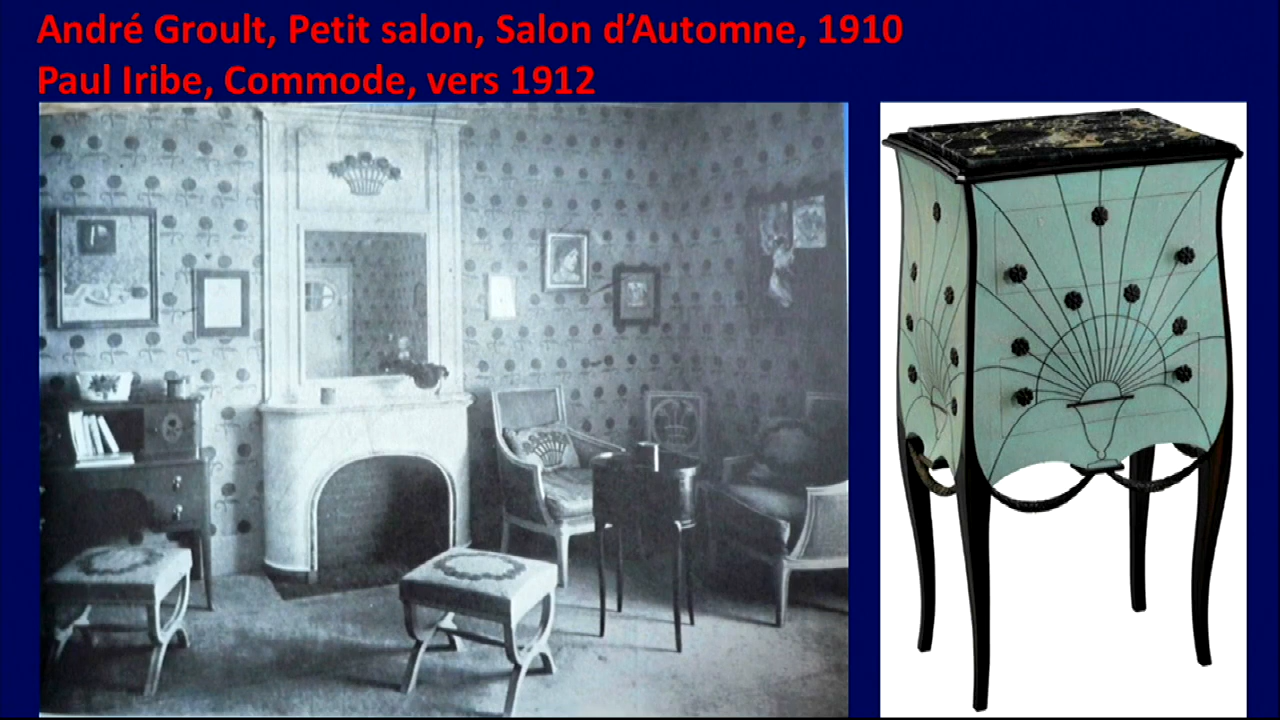 André Groult, Petit salon, Salon d’Automne, 1910
Paul Iribe, Commode, vers 1912